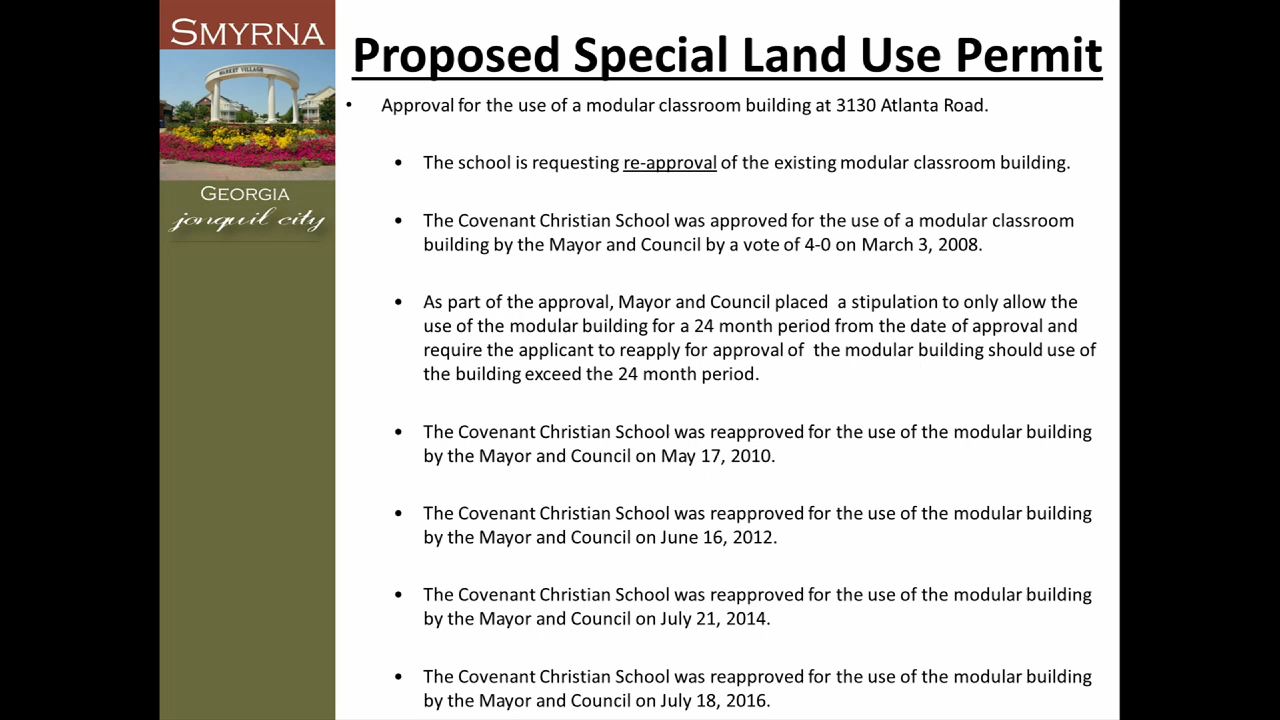 SMYRNA
MARKET VILLAGE
GEORGIA
jonquil city
Proposed Special Land Use Permit
• Approval for the use of a modular classroom building at 3130 Atlanta Road.
• The school is requesting re-approval of the existing modular classroom building.
• The Covenant Christian School was approved for the use of a modular classroom
building by the Mayor and Council by a vote of 4-0 on March 3, 2008.
• As part of the approval, Mayor and Council placed a stipulation to only allow the
use of the modular building for a 24 month period from the date of approval and
require the applicant to reapply for approval of the modular building should use of
the building exceed the 24 month period.
• The Covenant Christian School was reapproved for the use of the modular building
by the Mayor and Council on May 17, 2010.
• The Covenant Christian School was reapproved for the use of the modular building
by the Mayor and Council on June 16, 2012.
• The Covenant Christian School was reapproved for the use of the modular building
by the Mayor and Council on July 21, 2014.
• The Covenant Christian School was reapproved for the use of the modular building
by the Mayor and Council on July 18, 2016.